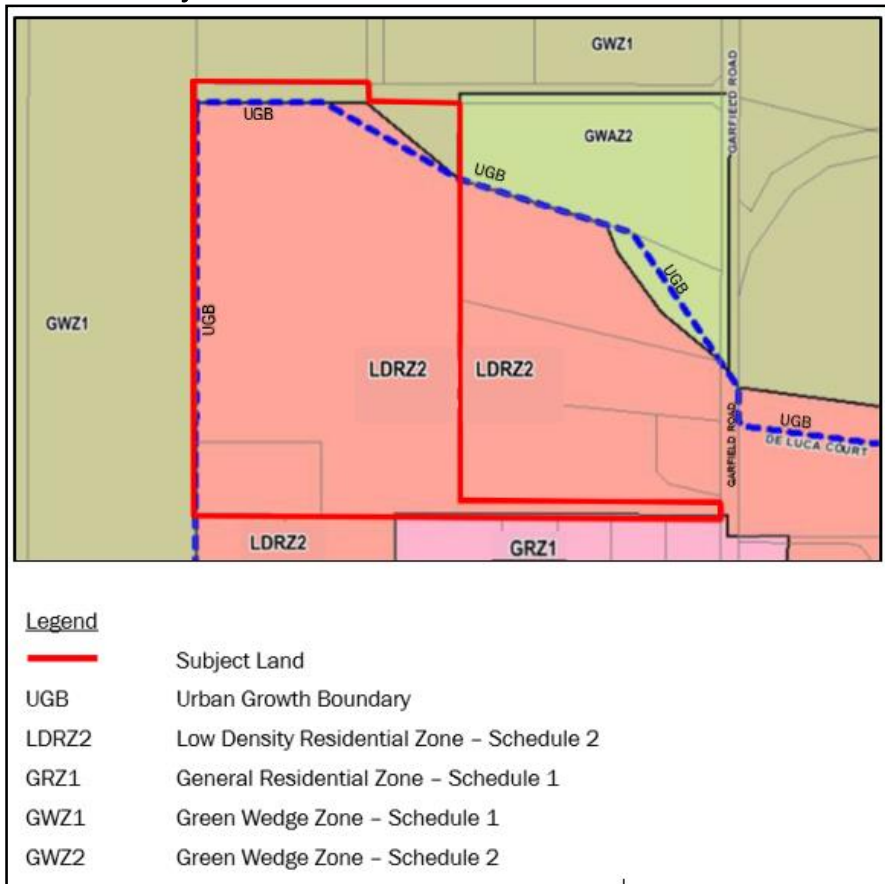 GWZ1
GARFIELD ROAD
UGB
GWAZ2
UGB
UGB
UGB
GWZ1
LDRZ2
LDRZ2
UGB
GARFIELD ROAD
DE LUCA COURT
LDRZ2
GRZ1
Legend
Subject Land
UGB Urban Growth Boundary
LDRZ2 Low Density Residential Zone – Schedule 2
GRZ1 General Residential Zone – Schedule 1
GWZ1 Green Wedge Zone – Schedule 1
GWZ2 Green Wedge Zone – Schedule 2